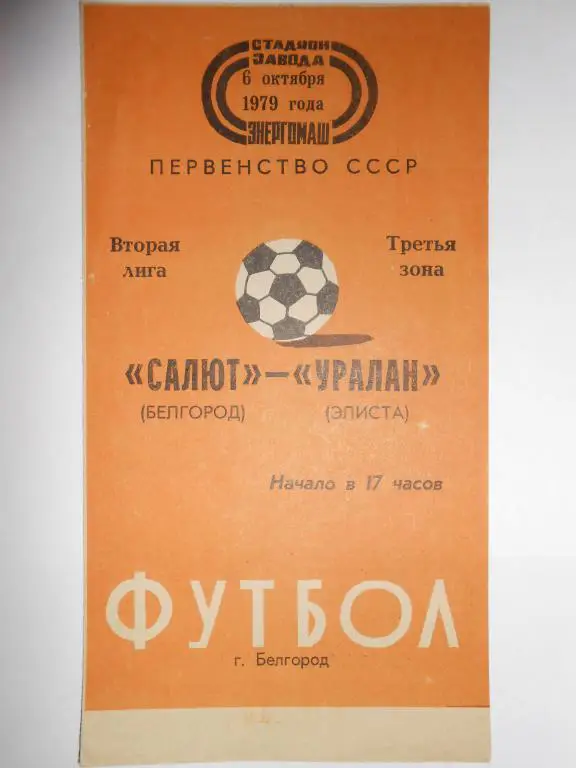 СТАДИОН
ЗАВОДА
6 октября
1979 года
ЭНЕРГОМАШ
ПЕРВЕНСТВО СССР
Вторая
лига
Третья
зона
«САЛЮТ»—«УРАЛАН»
(БЕЛГОРОД) (ЭЛИСТА)
Начало в 17 часов
ФУТБОЛ
г. Белгород